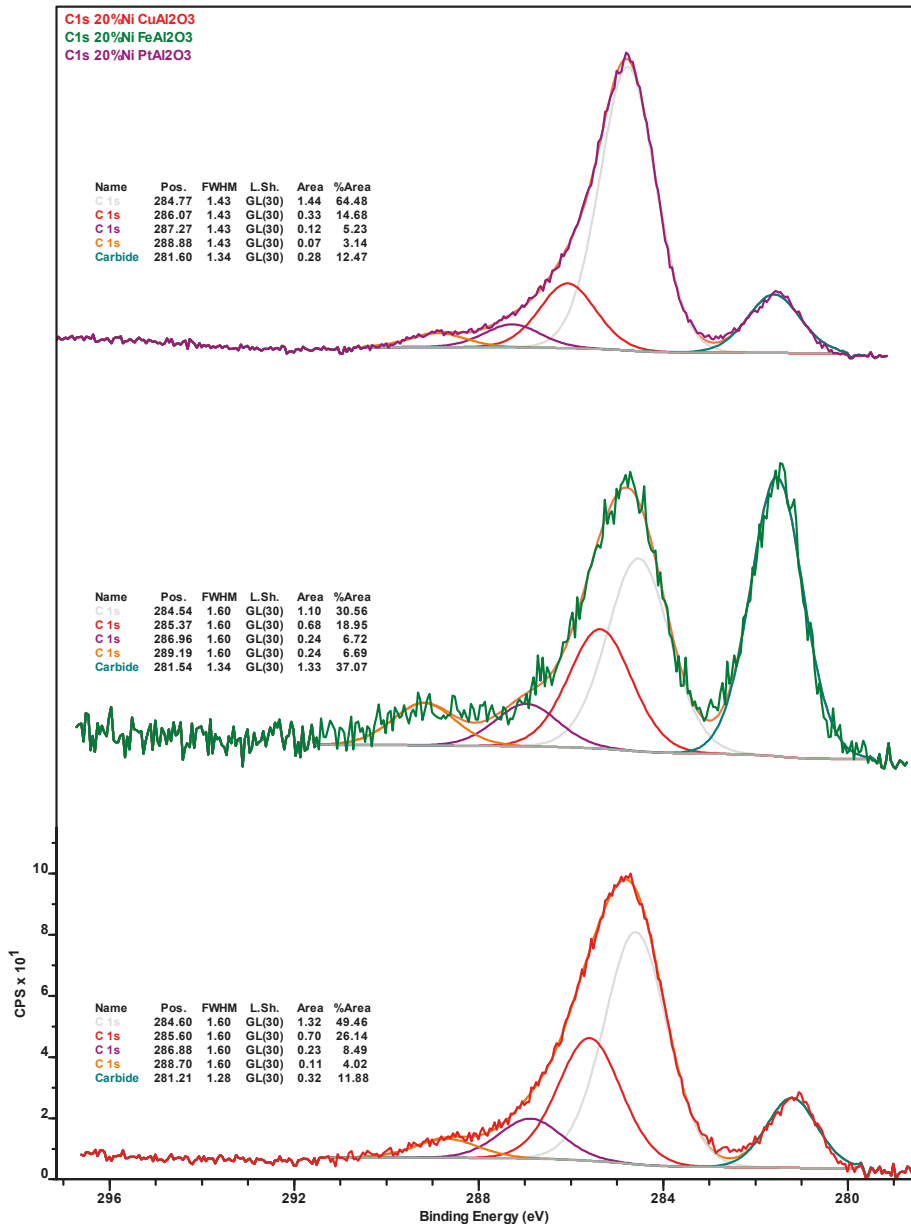 C1s 20%Ni CuAl2O3
C1s 20%Ni FeAl2O3
C1s 20%Ni PtAl2O3
Name Pos. FWHM L.Sh. Area %Area
C 1s 284.77 1.43 GL(30) 1.44 64.48
C 1s 286.07 1.43 GL(30) 0.33 14.68
C 1s 287.27 1.43 GL(30) 0.12 5.23
C 1s 288.88 1.43 GL(30) 0.07 3.14
Carbide 281.60 1.34 GL(30) 0.28 12.47
Name Pos. FWHM L.Sh. Area %Area
C 1s 284.54 1.60 GL(30) 1.10 30.56
C 1s 285.37 1.60 GL(30) 0.68 18.95
C 1s 286.96 1.60 GL(30) 0.24 6.72
C 1s 289.19 1.60 GL(30) 0.24 6.69
Carbide 281.54 1.34 GL(30) 1.33 37.07
Name Pos. FWHM L.Sh. Area %Area
C 1s 284.60 1.60 GL(30) 1.32 49.46
C 1s 285.60 1.60 GL(30) 0.70 26.14
C 1s 286.88 1.60 GL(30) 0.23 8.49
C 1s 288.70 1.60 GL(30) 0.11 4.02
Carbide 281.21 1.28 GL(30) 0.32 11.88
10
8
6
4
2
0
CPS x 10¹
296 292 288 284 280
Binding Energy (eV)